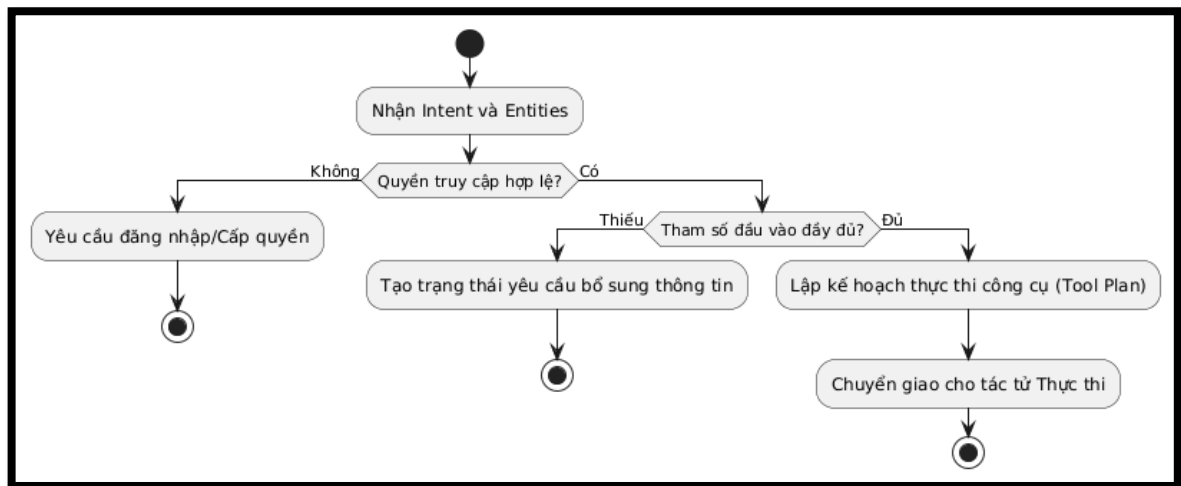 Nhận Intent và Entities
Không
Quyền truy cập hợp lệ?
Có
Yêu cầu đăng nhập/Cấp quyền
Thiếu
Tham số đầu vào đầy đủ?
Đủ
Tạo trạng thái yêu cầu bổ sung thông tin
Lập kế hoạch thực thi công cụ (Tool Plan)
Chuyển giao cho tác tử Thực thi